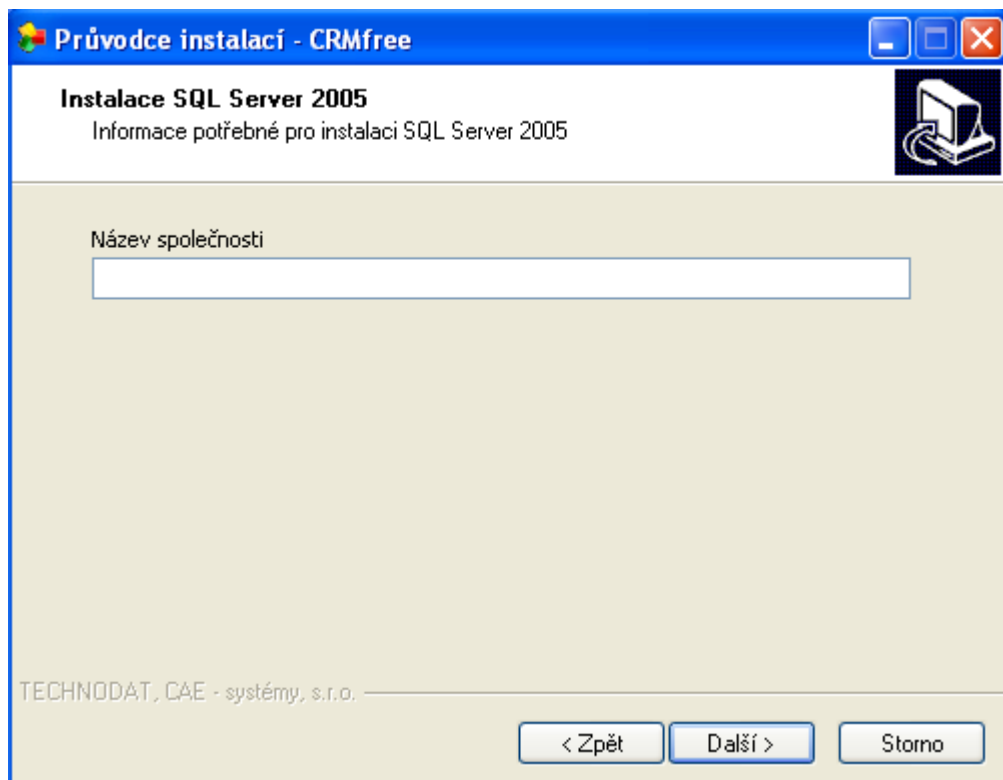 Průvodce instalací - CRMfree
Instalace SQL Server 2005
Informace potřebné pro instalaci SQL Server 2005
Název společnosti
TECHNODAT, CAE - systémy, s.r.o.
< Zpět
Další >
Storno